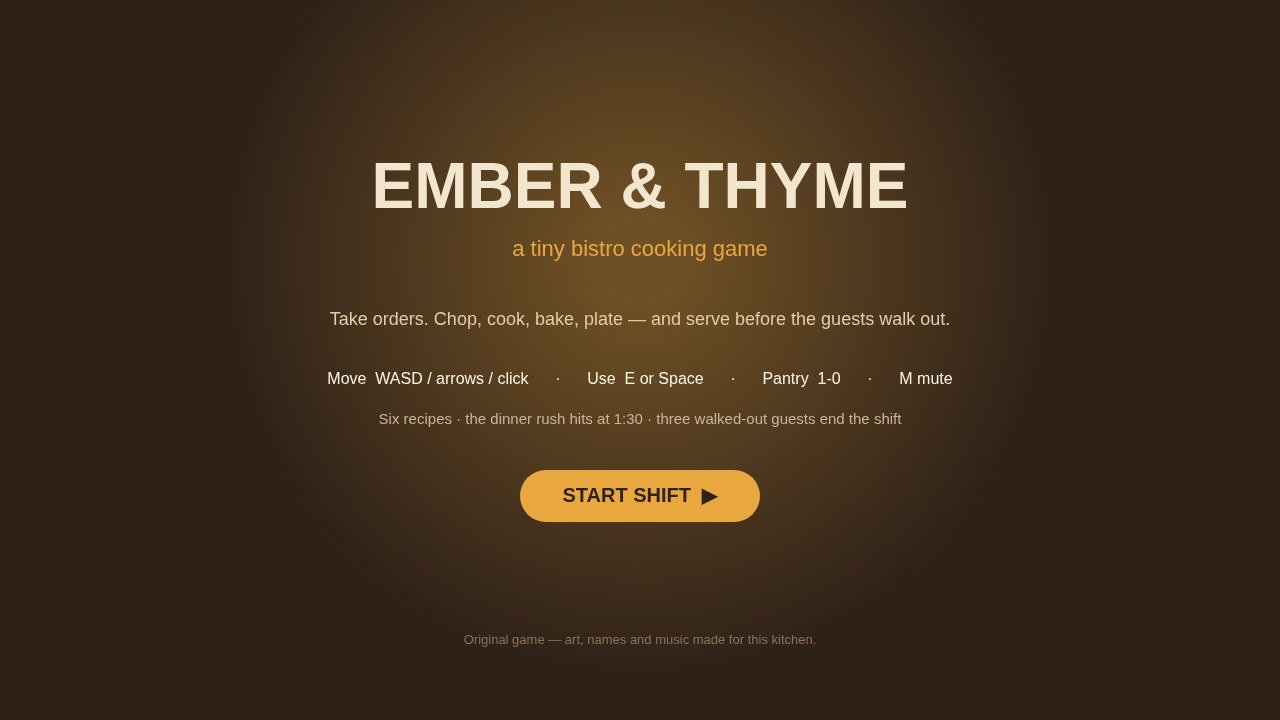 EMBER & THYME
a tiny bistro cooking game
Take orders. Chop, cook, bake, plate — and serve before the guests walk out.
Move WASD / arrows / click · Use E or Space · Pantry 1-0 · M mute
Six recipes · the dinner rush hits at 1:30 · three walked-out guests end the shift
START SHIFT ▶
Original game — art, names and music made for this kitchen.